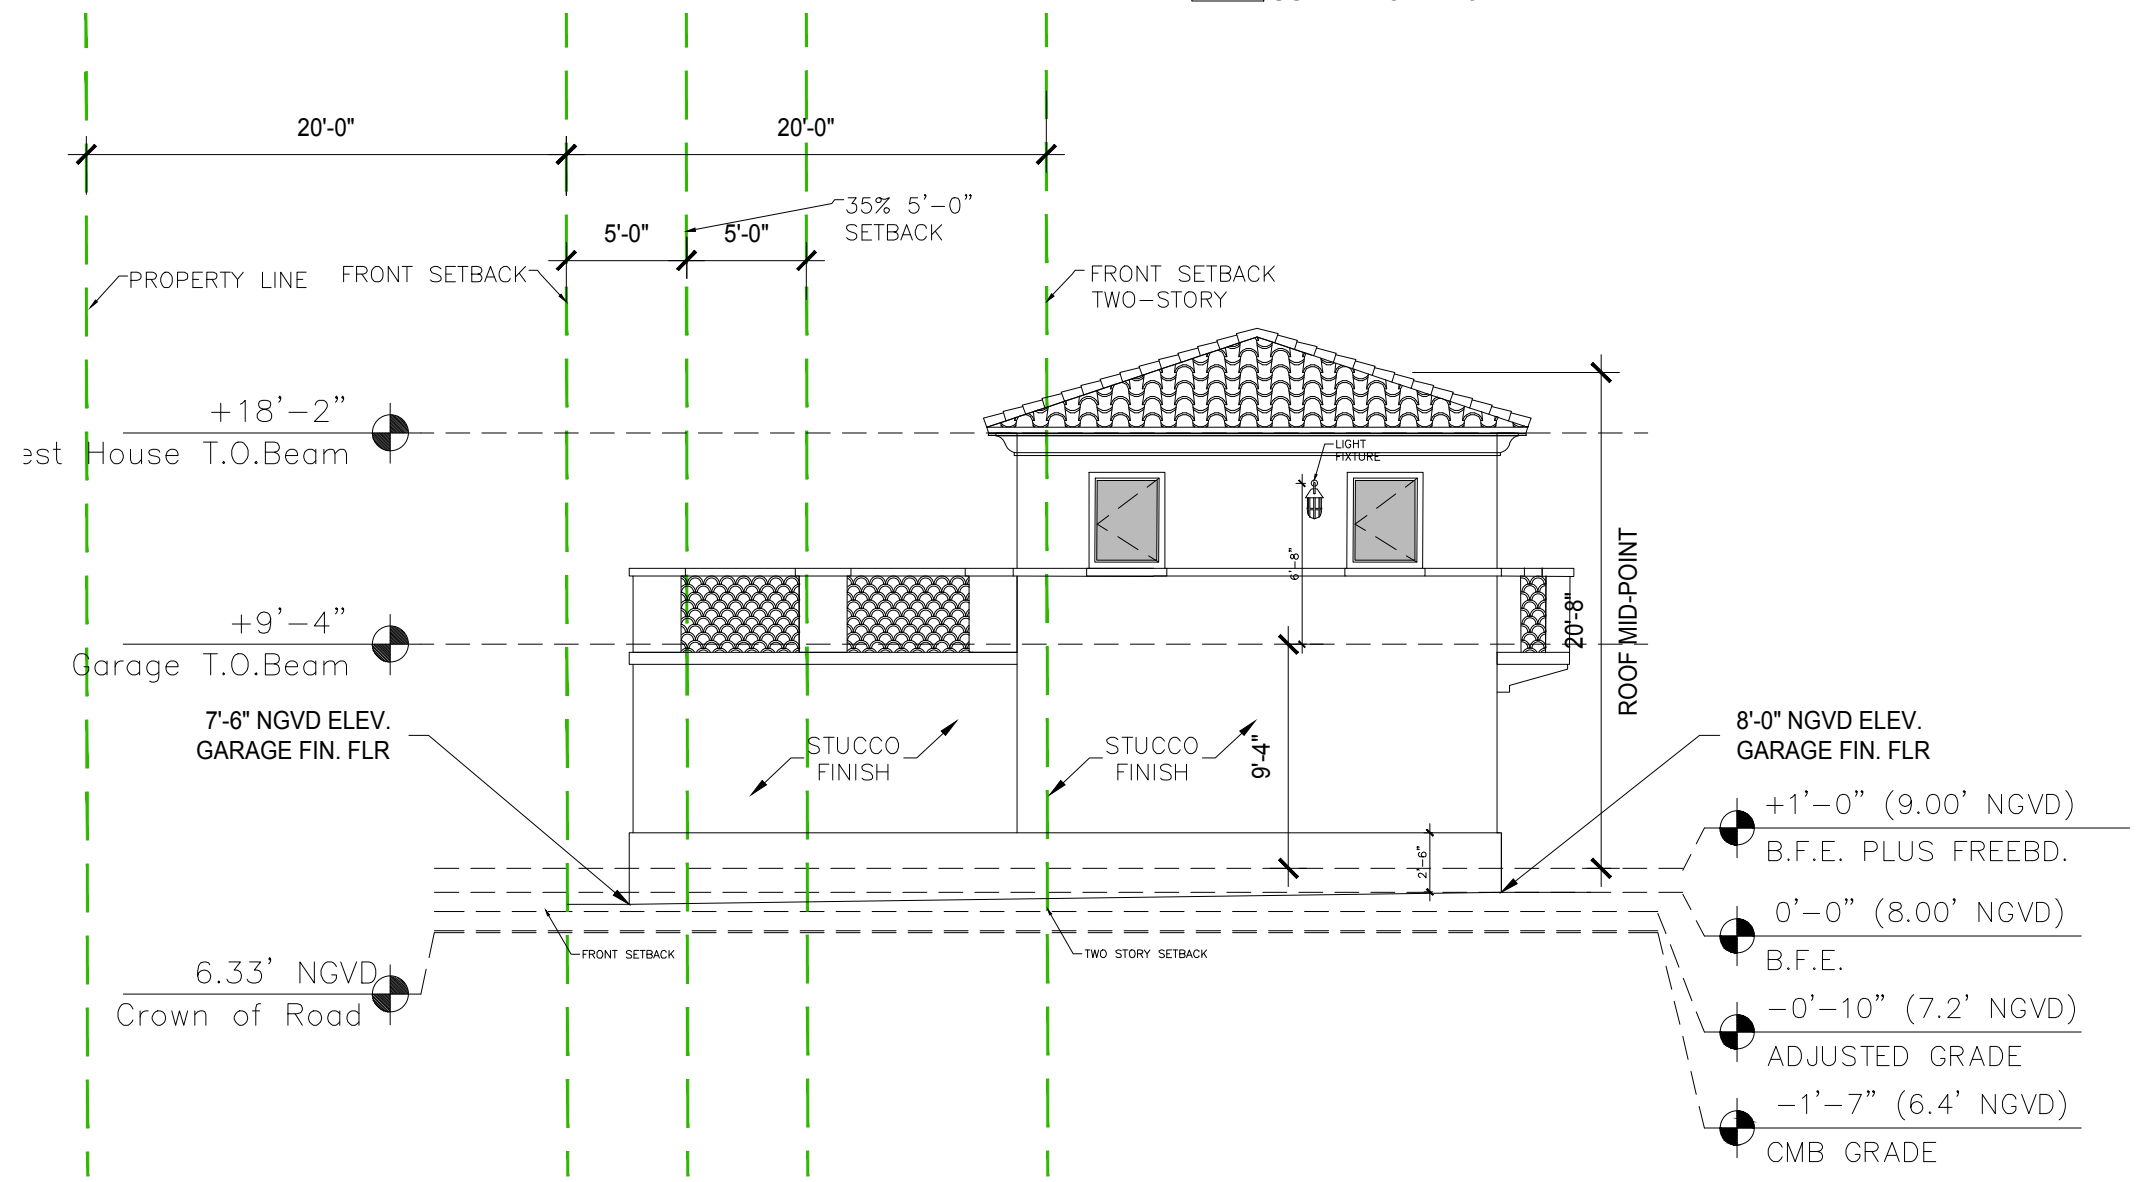 20'-0"
20'-0"
35% 5'-0"
SETBACK
5'-0"
5'-0"
PROPERTY LINE
FRONT SETBACK
FRONT SETBACK
TWO-STORY
+18'-2"
est House T.O.Beam
LIGHT
FIXTURE
6'-8"
+9'-4"
Garage T.O.Beam
20'-8"
ROOF MID-POINT
7'-6" NGVD ELEV.
GARAGE FIN. FLR
STUCCO
FINISH
STUCCO
FINISH
9'-4"
8'-0" NGVD ELEV.
GARAGE FIN. FLR
+1'-0" (9.00' NGVD)
B.F.E. PLUS FREEBD.
2'-6"
0'-0" (8.00' NGVD)
B.F.E.
FRONT SETBACK
TWO STORY SETBACK
6.33' NGVD
Crown of Road
-0'-10" (7.2' NGVD)
ADJUSTED GRADE
-1'-7" (6.4' NGVD)
CMB GRADE